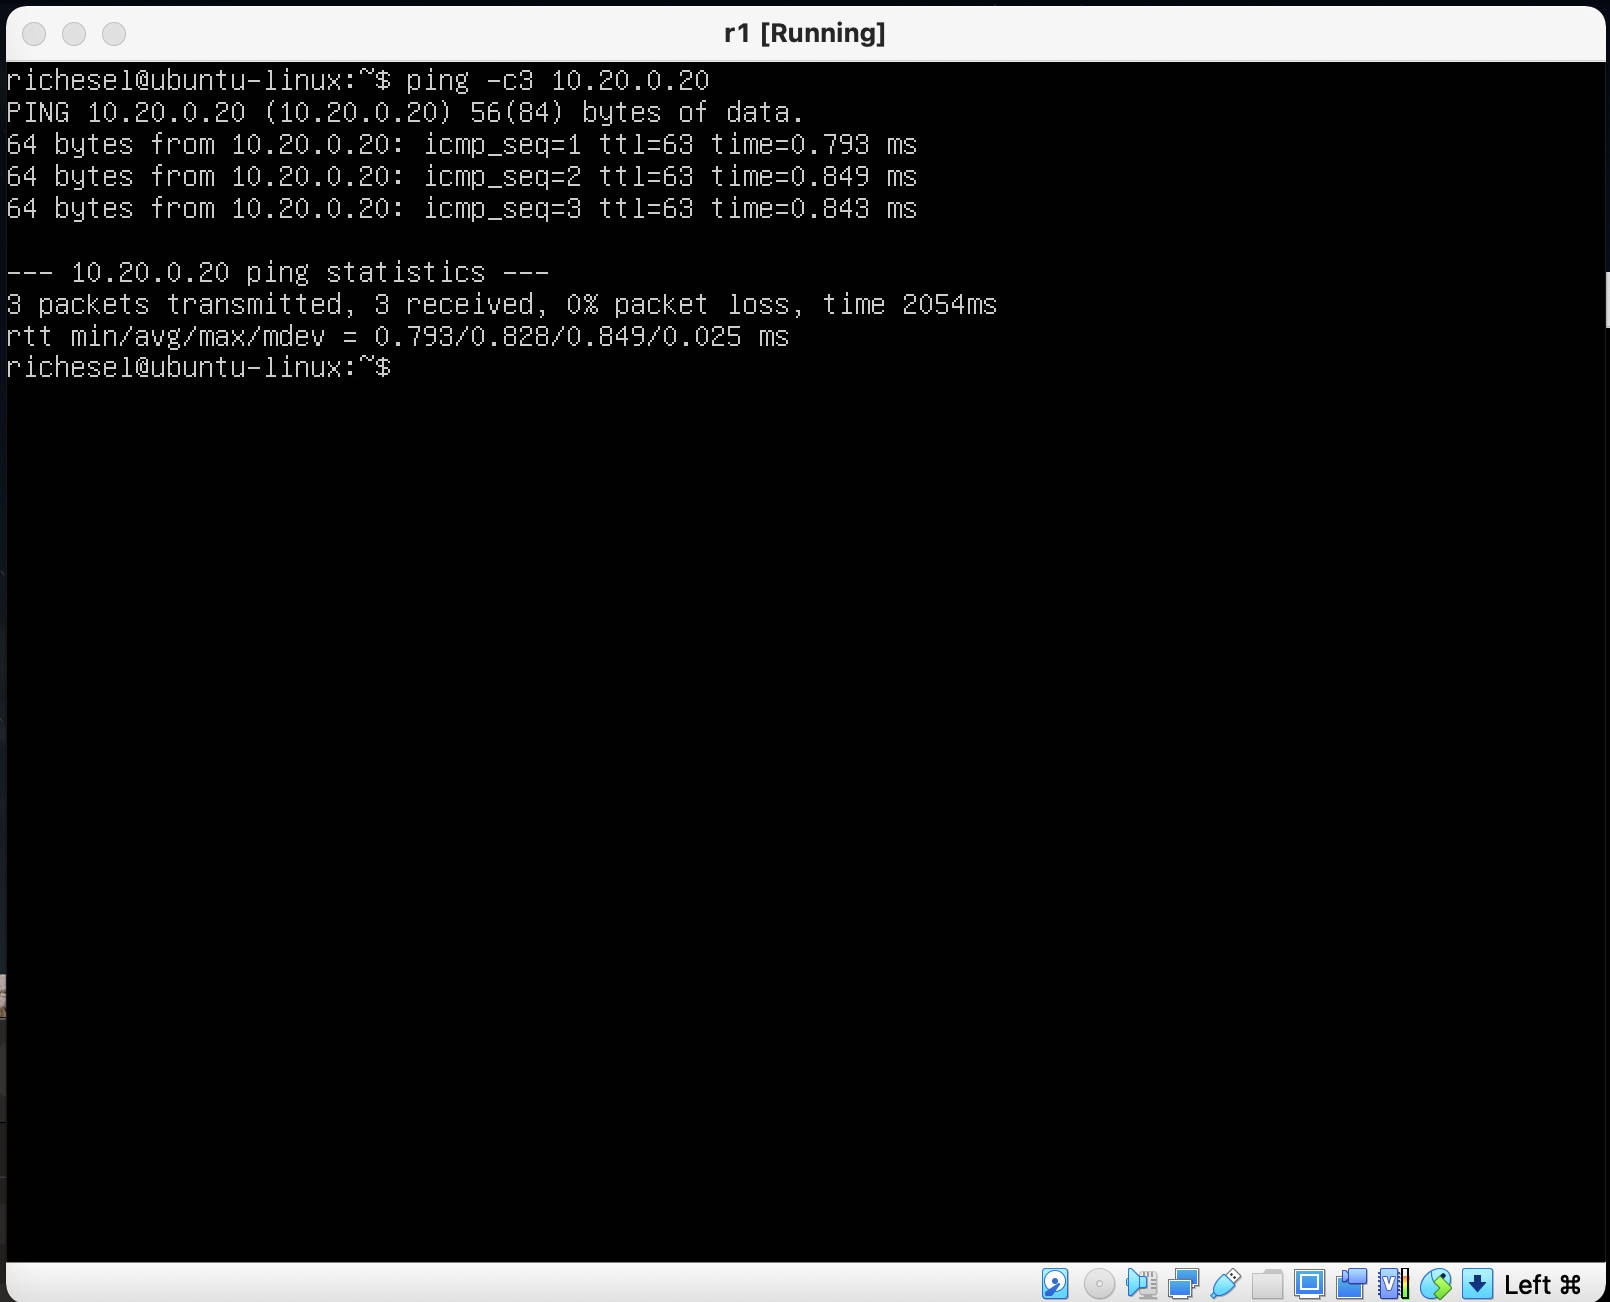 r1 [Running]
richesel@ubuntu-linux:~$ ping -c3 10.20.0.20
PING 10.20.0.20 (10.20.0.20) 56(84) bytes of data.
64 bytes from 10.20.0.20: icmp_seq=1 ttl=63 time=0.793 ms
64 bytes from 10.20.0.20: icmp_seq=2 ttl=63 time=0.849 ms
64 bytes from 10.20.0.20: icmp_seq=3 ttl=63 time=0.843 ms

--- 10.20.0.20 ping statistics ---
3 packets transmitted, 3 received, 0% packet loss, time 2054ms
rtt min/avg/max/mdev = 0.793/0.828/0.849/0.025 ms
richesel@ubuntu-linux:~$
Left ⌘